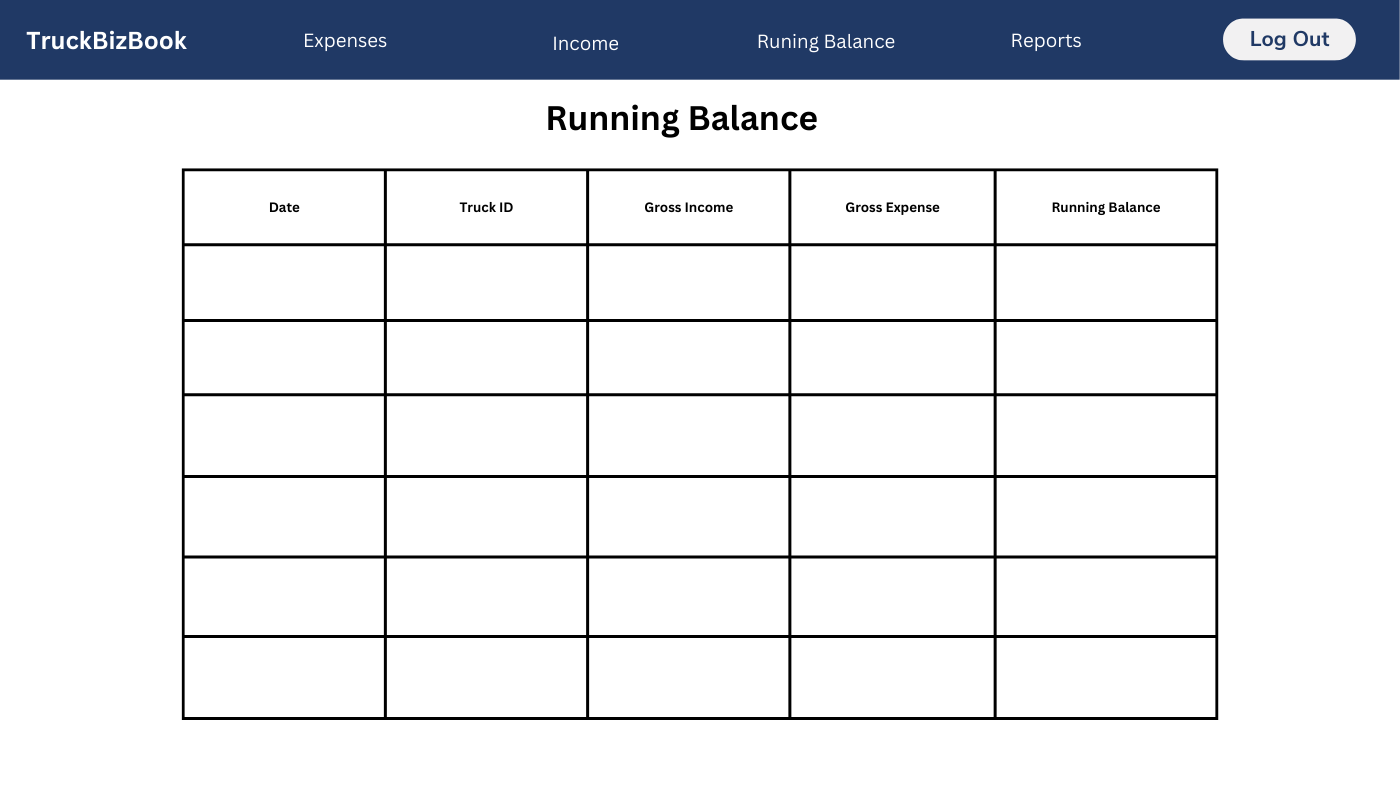 TruckBizBook Expenses Income Runing Balance Reports Log Out
Running Balance
Date Truck ID Gross Income Gross Expense Running Balance